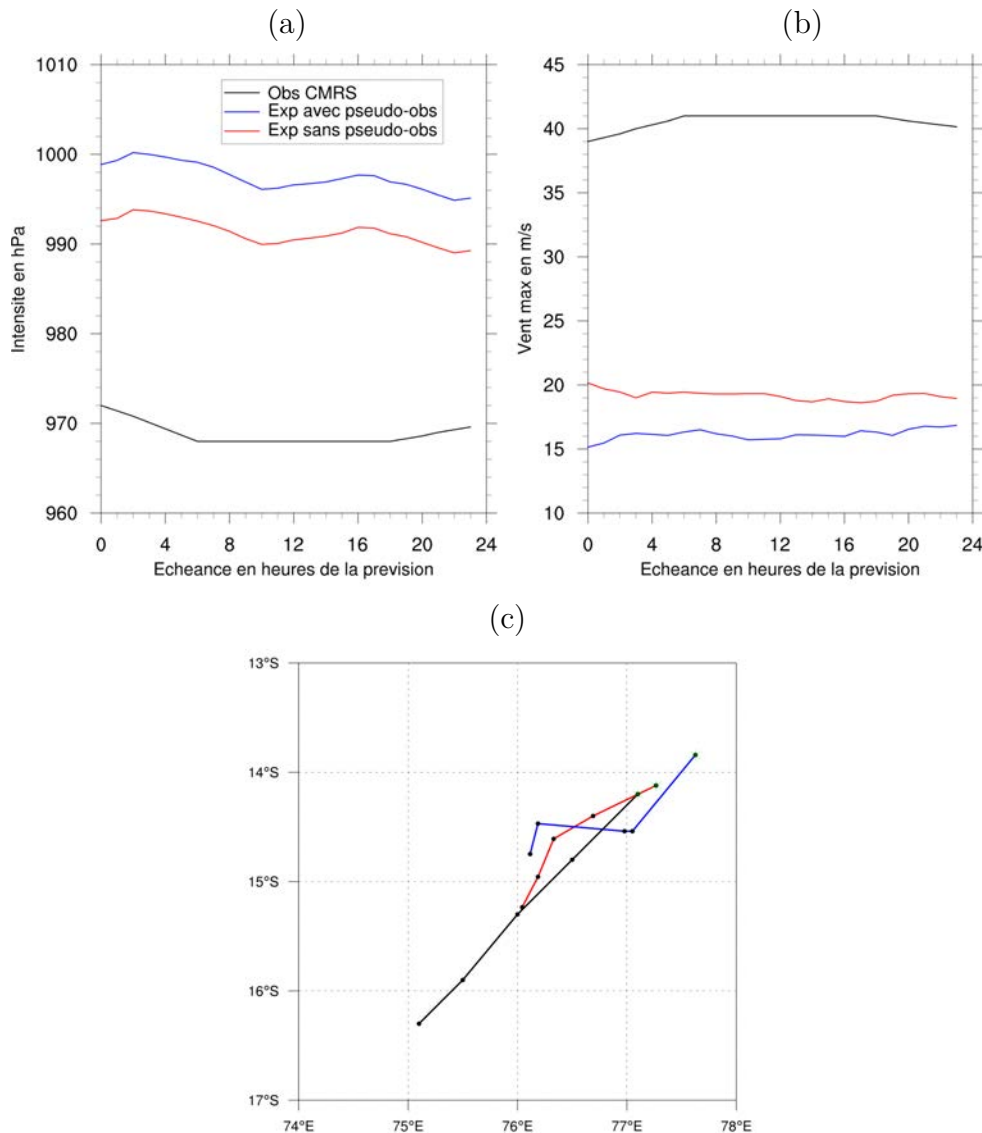 (a)
1010
1000
990
980
970
960
Intensite en hPa
Obs CMRS
Exp avec pseudo-obs
Exp sans pseudo-obs
0 4 8 12 16 20 24
Echeance en heures de la prevision
(b)
45
40
35
30
25
20
15
10
Vent max en m/s
0 4 8 12 16 20 24
Echeance en heures de la prevision
(c)
13°S
14°S
15°S
16°S
17°S
74°E 75°E 76°E 77°E 78°E